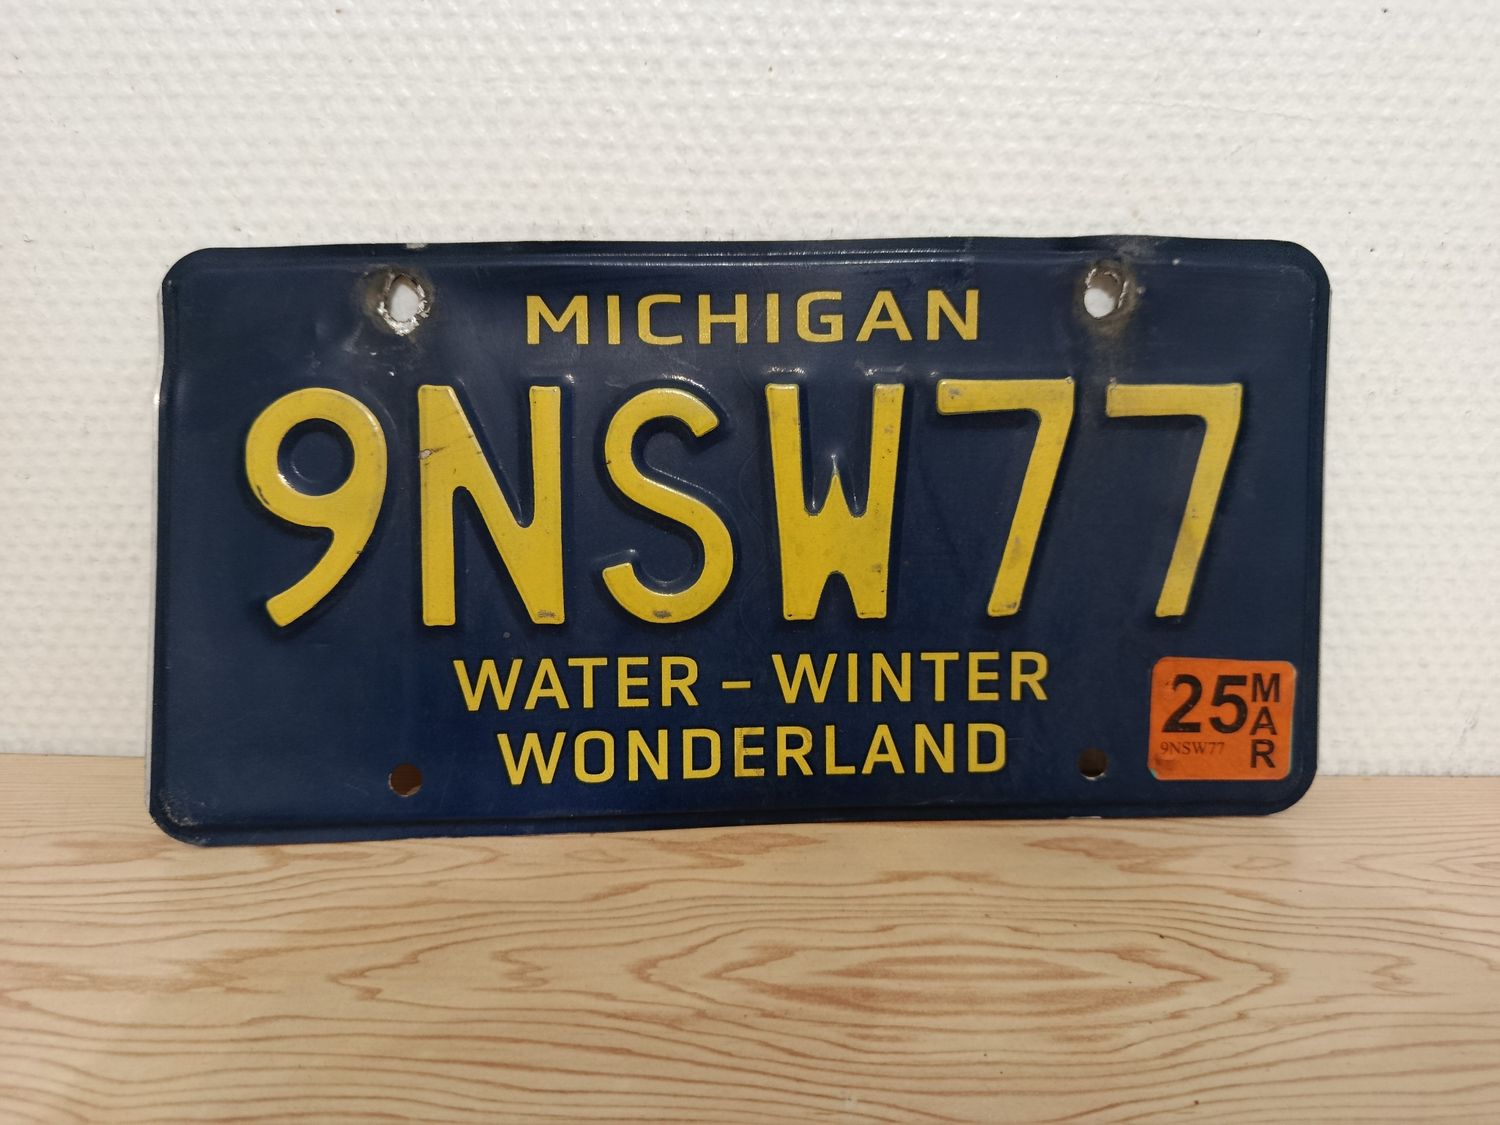 MICHIGAN
9NSW77
WATER – WINTER
WONDERLAND
25 MAR
9NSW77